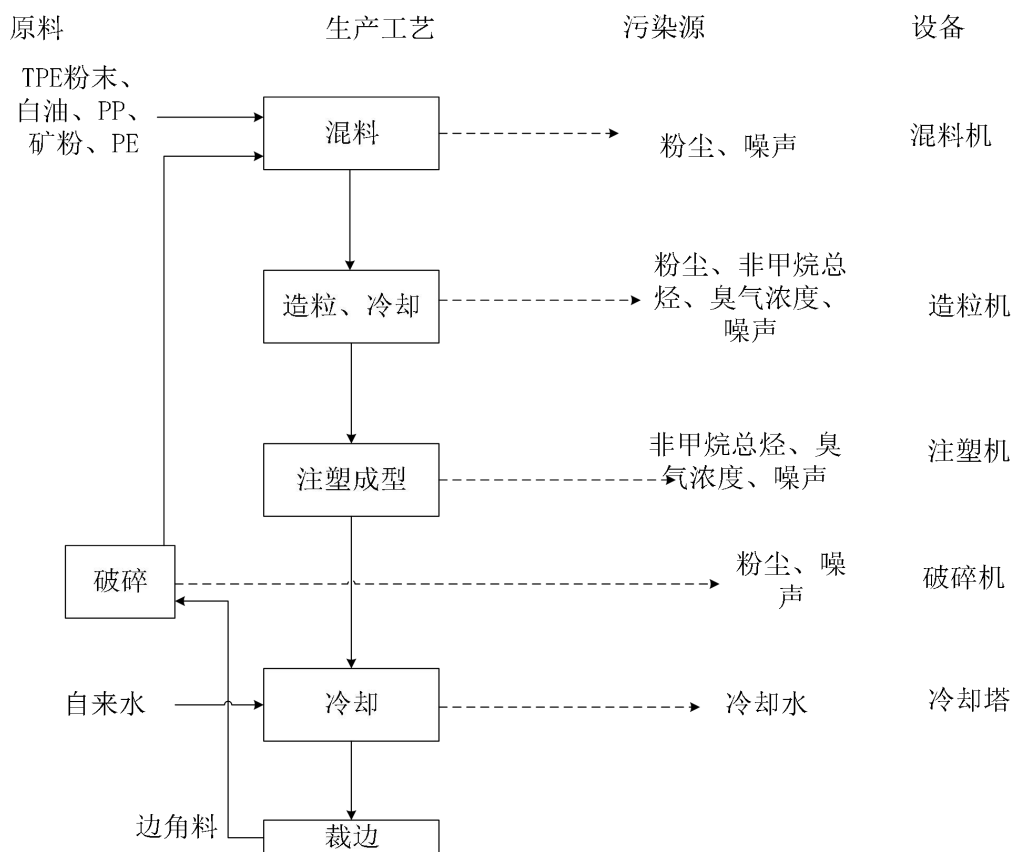 原料 生产工艺 污染源 设备
TPE粉末、
白油、PP、
矿粉、PE
混料
粉尘、噪声
混料机
造粒、冷却
粉尘、非甲烷总
烃、臭气浓度、
噪声
造粒机
注塑成型
非甲烷总烃、臭
气浓度、噪声
注塑机
破碎
粉尘、噪
声
破碎机
自来水
冷却
冷却水
冷却塔
边角料
裁边